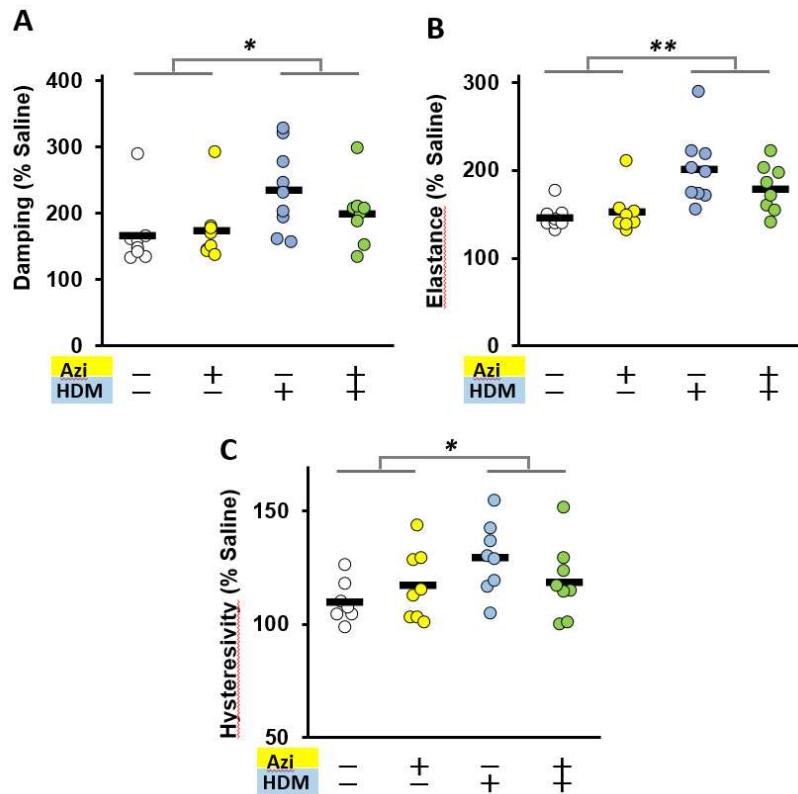 A
*
Damping (% Saline)
400
300
200
100
0
Azi − + − +
HDM − − + +
B
**
Elastance (% Saline)
300
200
100
0
Azi − + − +
HDM − − + +
C
*
Hysteresivity (% Saline)
150
100
50
Azi − + − +
HDM − − + +